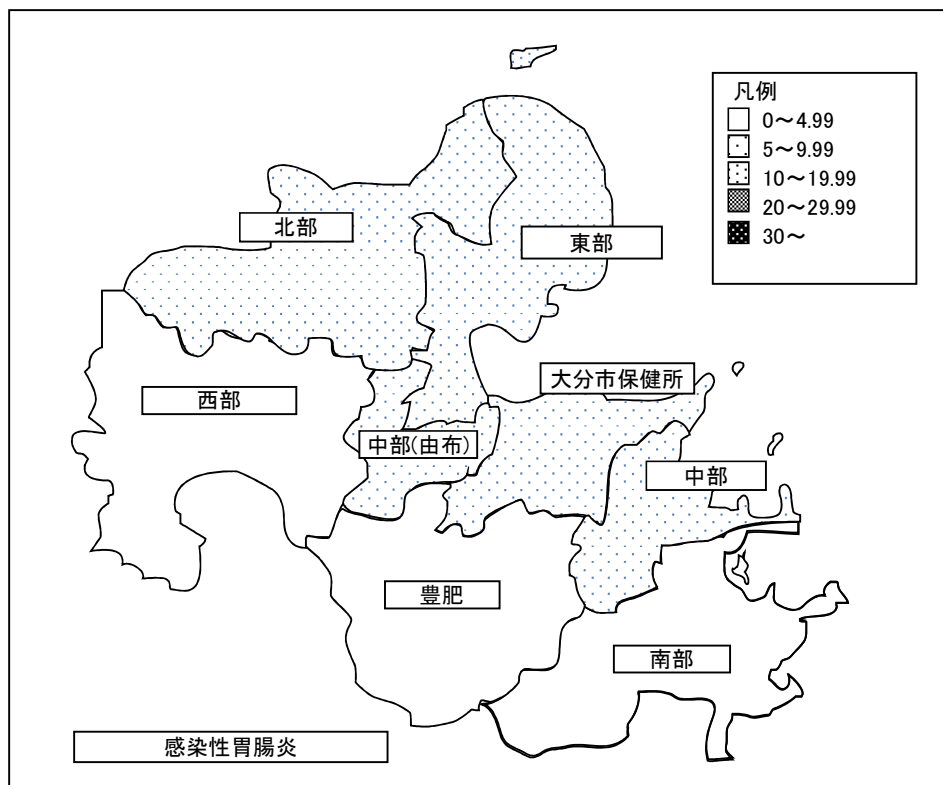 凡例
0～4.99
5～9.99
10～19.99
20～29.99
30～
北部
東部
大分市保健所
西部
中部(由布)
中部
豊肥
南部
感染性胃腸炎